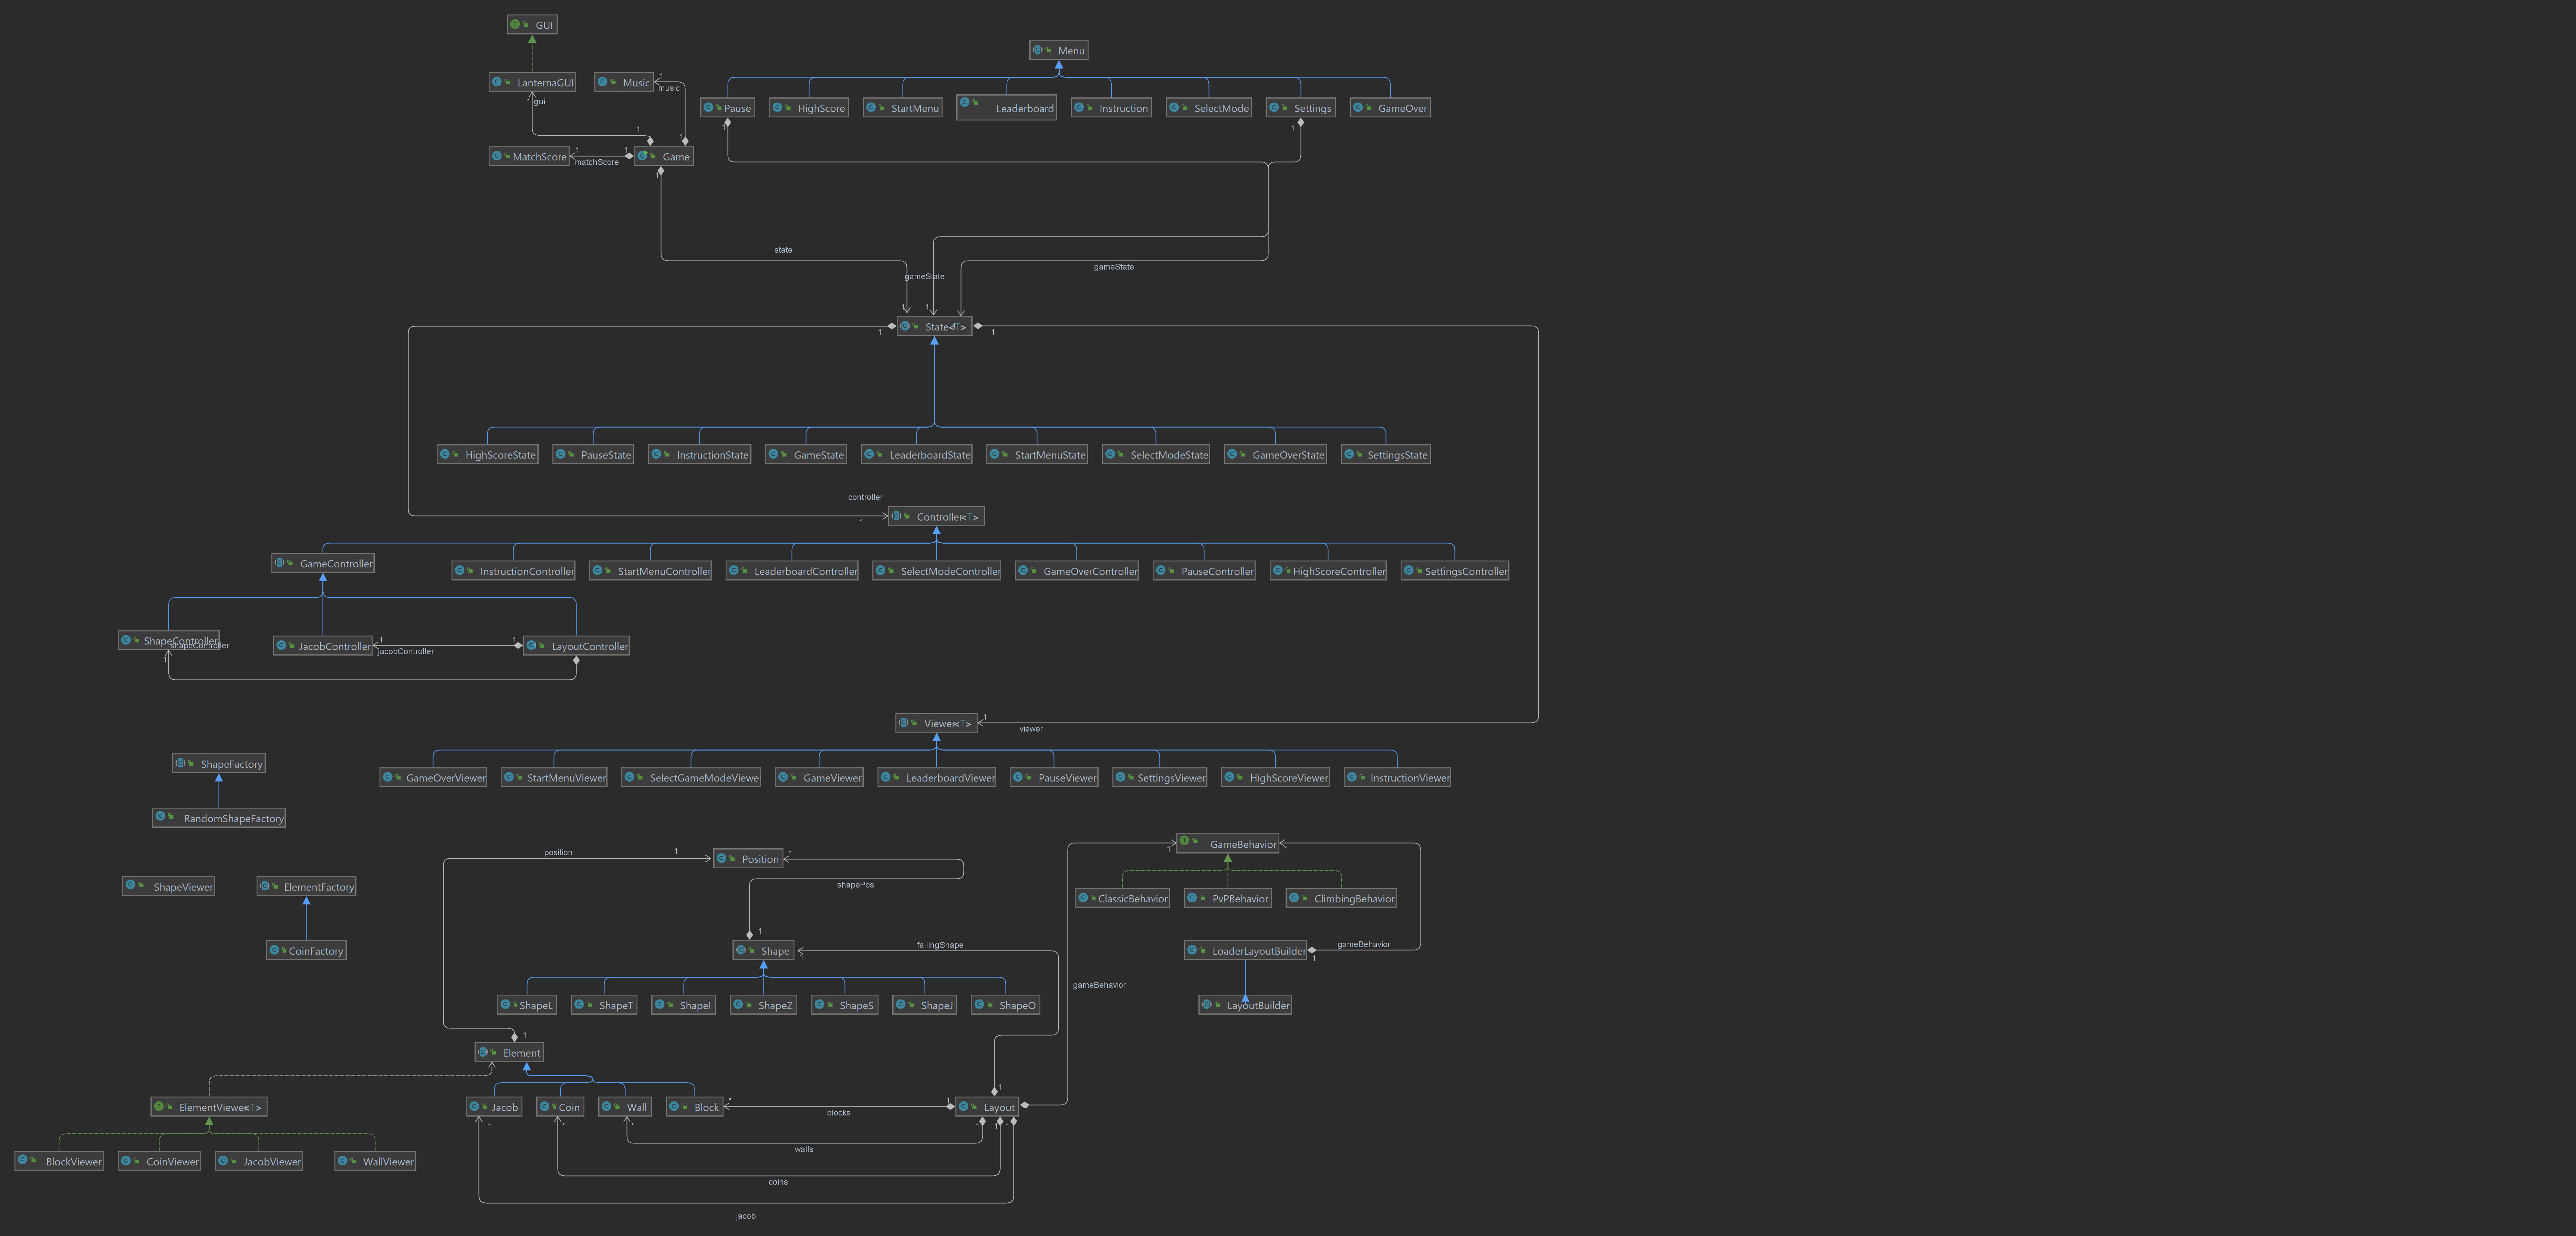 GUI
Menu
LanternaGUI
Music
1
music
1 gui
Pause
HighScore
StartMenu
Leaderboard
Instruction
SelectMode
Settings
GameOver
1
1
1
1
MatchScore
1
matchScore
1
Game
1
state
gameState
gameState
1
1
1
State<T>
1
HighScoreState
PauseState
InstructionState
GameState
LeaderboardState
StartMenuState
SelectModeState
GameOverState
SettingsState
controller
1
Controller<T>
GameController
InstructionController
StartMenuController
LeaderboardController
SelectModeController
GameOverController
PauseController
HighScoreController
SettingsController
ShapeController
shapeController
1
JacobController
1
jacobController
1
LayoutController
Viewer<T>
1
viewer
ShapeFactory
GameOverViewer
StartMenuViewer
SelectGameModeViewe
GameViewer
LeaderboardViewer
PauseViewer
SettingsViewer
HighScoreViewer
InstructionViewer
RandomShapeFactory
position
1
Position
*
shapePos
1
GameBehavior
1
1
ShapeViewer
ElementFactory
ClassicBehavior
PvPBehavior
ClimbingBehavior
CoinFactory
Shape
1
fallingShape
LoaderLayoutBuilder
1
gameBehavior
gameBehavior
ShapeL
ShapeT
ShapeI
ShapeZ
ShapeS
ShapeJ
ShapeO
LayoutBuilder
1
Element
1
ElementViewer<T>
Jacob
Coin
Wall
Block
*
blocks
1
Layout
1
1
*
*
1
1
1
walls
BlockViewer
CoinViewer
JacobViewer
WallViewer
coins
jacob